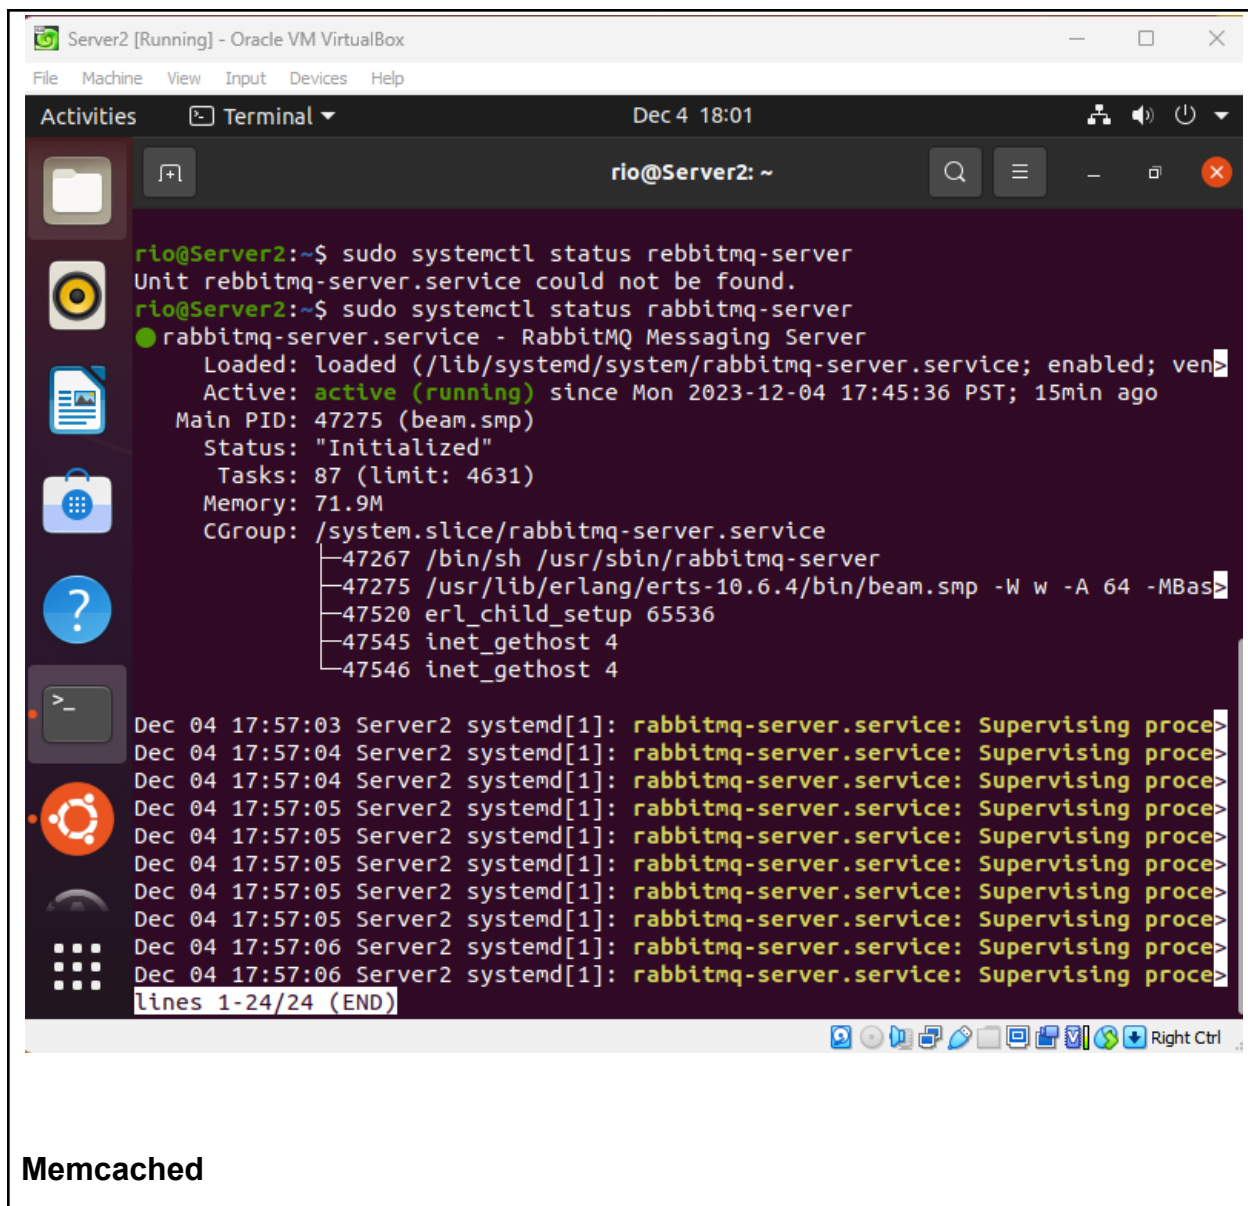 Server2 [Running] - Oracle VM VirtualBox
File Machine View Input Devices Help
Activities Terminal Dec 4 18:01
rio@Server2: ~
rio@Server2:~$ sudo systemctl status rebbitmq-server
Unit rebbitmq-server.service could not be found.
rio@Server2:~$ sudo systemctl status rabbitmq-server
● rabbitmq-server.service - RabbitMQ Messaging Server
Loaded: loaded (/lib/systemd/system/rabbitmq-server.service; enabled; ven>
Active: active (running) since Mon 2023-12-04 17:45:36 PST; 15min ago
Main PID: 47275 (beam.smp)
Status: "Initialized"
Tasks: 87 (limit: 4631)
Memory: 71.9M
CGroup: /system.slice/rabbitmq-server.service
├─47267 /bin/sh /usr/sbin/rabbitmq-server
├─47275 /usr/lib/erlang/erts-10.6.4/bin/beam.smp -W w -A 64 -MBas>
├─47520 erl_child_setup 65536
├─47545 inet_gethost 4
└─47546 inet_gethost 4
Dec 04 17:57:03 Server2 systemd[1]: rabbitmq-server.service: Supervising proce>
Dec 04 17:57:04 Server2 systemd[1]: rabbitmq-server.service: Supervising proce>
Dec 04 17:57:04 Server2 systemd[1]: rabbitmq-server.service: Supervising proce>
Dec 04 17:57:05 Server2 systemd[1]: rabbitmq-server.service: Supervising proce>
Dec 04 17:57:05 Server2 systemd[1]: rabbitmq-server.service: Supervising proce>
Dec 04 17:57:05 Server2 systemd[1]: rabbitmq-server.service: Supervising proce>
Dec 04 17:57:05 Server2 systemd[1]: rabbitmq-server.service: Supervising proce>
Dec 04 17:57:05 Server2 systemd[1]: rabbitmq-server.service: Supervising proce>
Dec 04 17:57:06 Server2 systemd[1]: rabbitmq-server.service: Supervising proce>
Dec 04 17:57:06 Server2 systemd[1]: rabbitmq-server.service: Supervising proce>
lines 1-24/24 (END)
Right Ctrl
Memcached